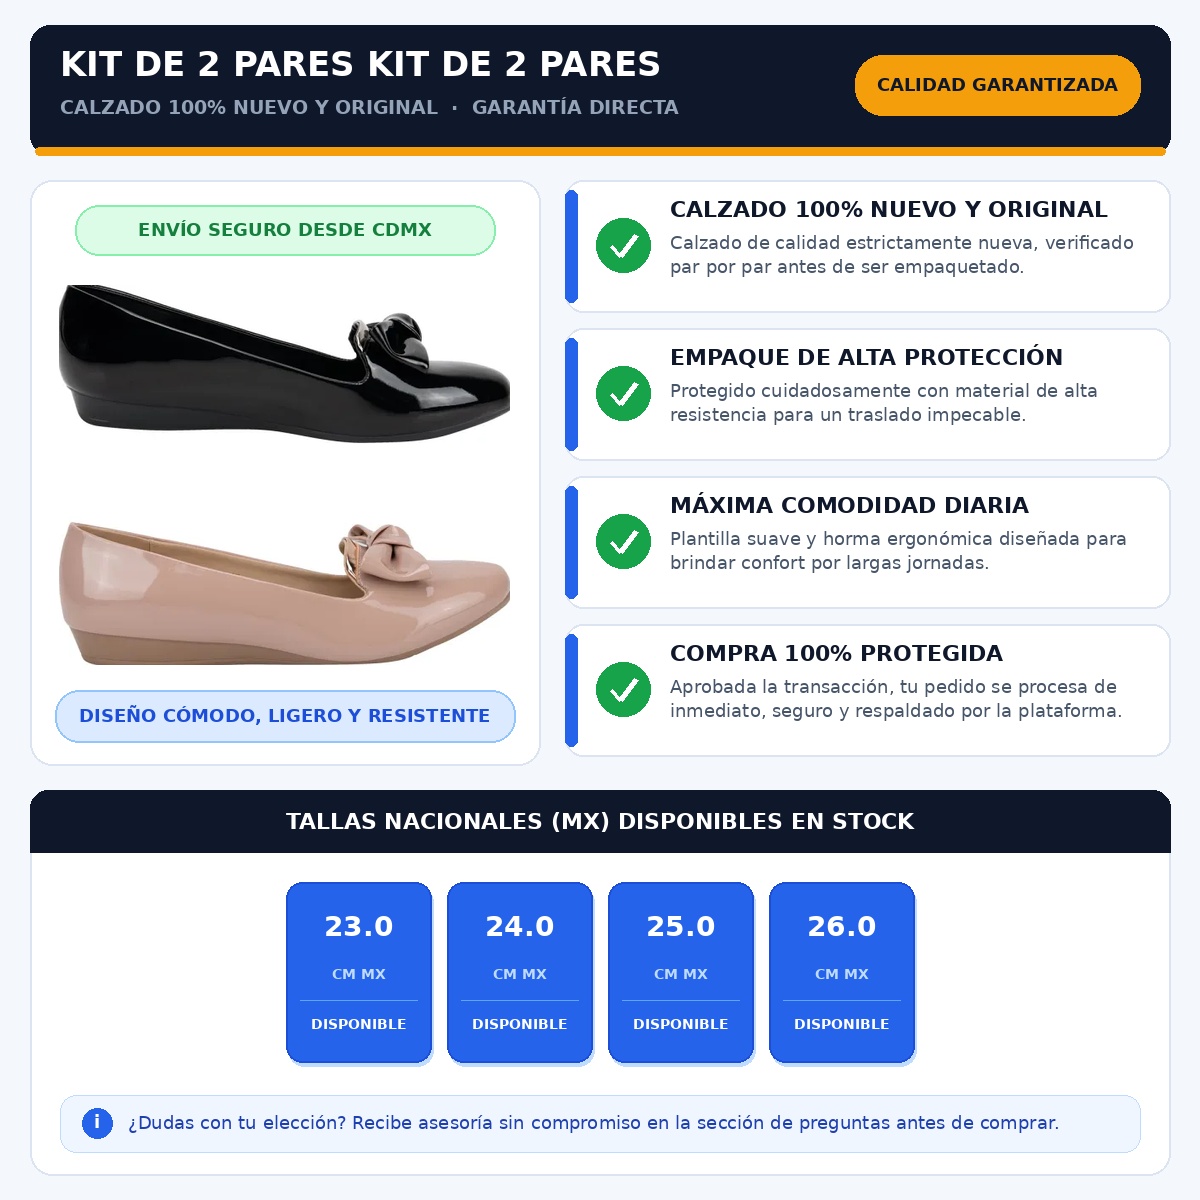 KIT DE 2 PARES KIT DE 2 PARES
CALZADO 100% NUEVO Y ORIGINAL · GARANTÍA DIRECTA
CALIDAD GARANTIZADA
ENVÍO SEGURO DESDE CDMX
DISEÑO CÓMODO, LIGERO Y RESISTENTE
CALZADO 100% NUEVO Y ORIGINAL
Calzado de calidad estrictamente nueva, verificado
par por par antes de ser empaquetado.
EMPAQUE DE ALTA PROTECCIÓN
Protegido cuidadosamente con material de alta
resistencia para un traslado impecable.
MÁXIMA COMODIDAD DIARIA
Plantilla suave y horma ergonómica diseñada para
brindar confort por largas jornadas.
COMPRA 100% PROTEGIDA
Aprobada la transacción, tu pedido se procesa de
inmediato, seguro y respaldado por la plataforma.
TALLAS NACIONALES (MX) DISPONIBLES EN STOCK
23.0
CM MX
DISPONIBLE
24.0
CM MX
DISPONIBLE
25.0
CM MX
DISPONIBLE
26.0
CM MX
DISPONIBLE
i
¿Dudas con tu elección? Recibe asesoría sin compromiso en la sección de preguntas antes de comprar.